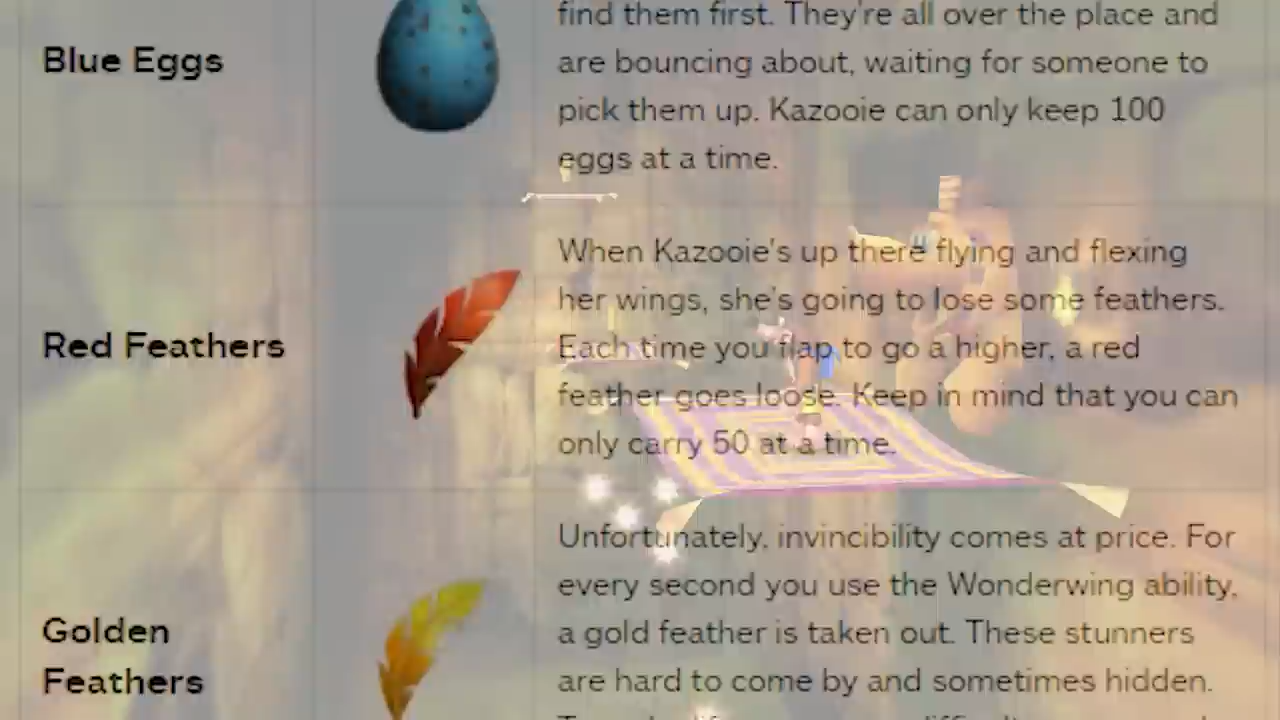 find them first. They're all over the place and
Blue Eggs
are bouncing about, waiting for someone to
pick them up. Kazooie can only keep 100
eggs at a time.
When Kazooie's up there flying and flexing
her wings, she's going to lose some feathers.
Red Feathers
Each time you flap to go a higher, a red
feather goes loose. Keep in mind that you can
only carry 50 at a time.
Unfortunately, invincibility comes at price. For
every second you use the Wonderwing ability,
Golden
a gold feather is taken out. These stunners
Feathers
are hard to come by and sometimes hidden.